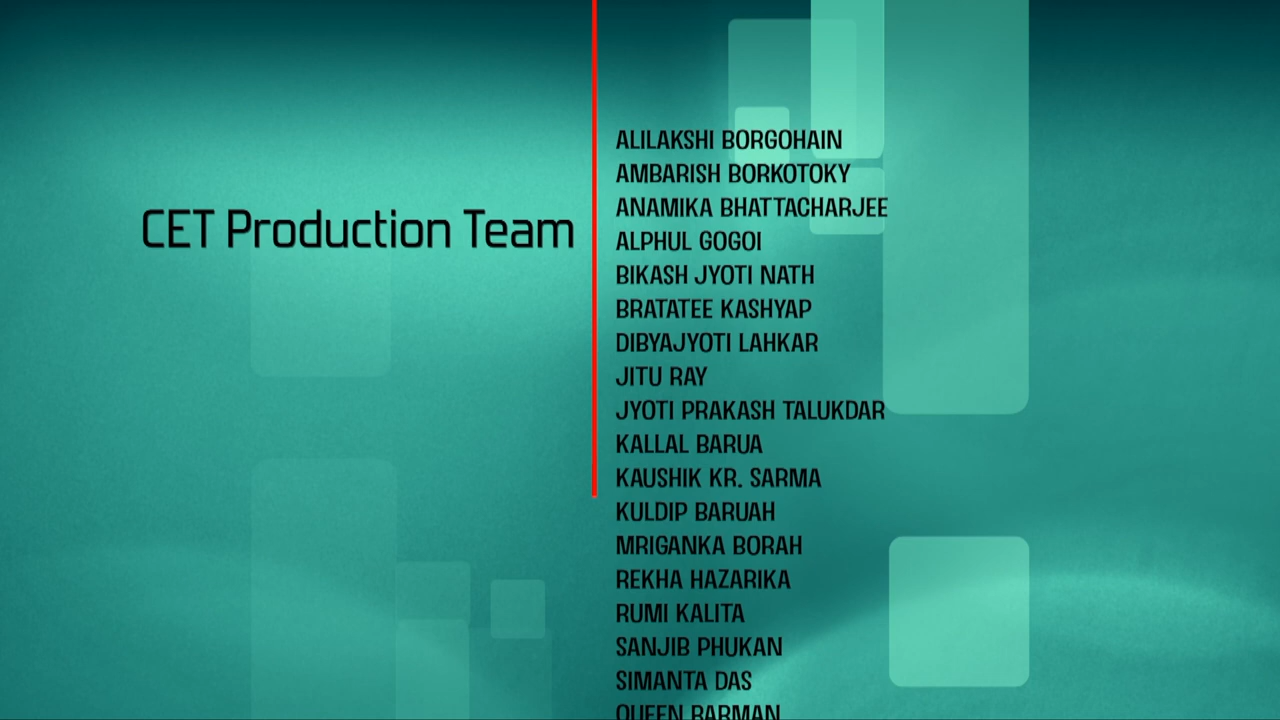 CET Production Team
ALILAKSHI BORGOHAIN
AMBARISH BORKOTOKY
ANAMIKA BHATTACHARJEE
ALPHUL GOGOI
BIKASH JYOTI NATH
BRATATEE KASHYAP
DIBYAJYOTI LAHKAR
JITU RAY
JYOTI PRAKASH TALUKDAR
KALLAL BARUA
KAUSHIK KR. SARMA
KULDIP BARUAH
MRIGANKA BORAH
REKHA HAZARIKA
RUMI KALITA
SANJIB PHUKAN
SIMANTA DAS
QUEEN BARMAN